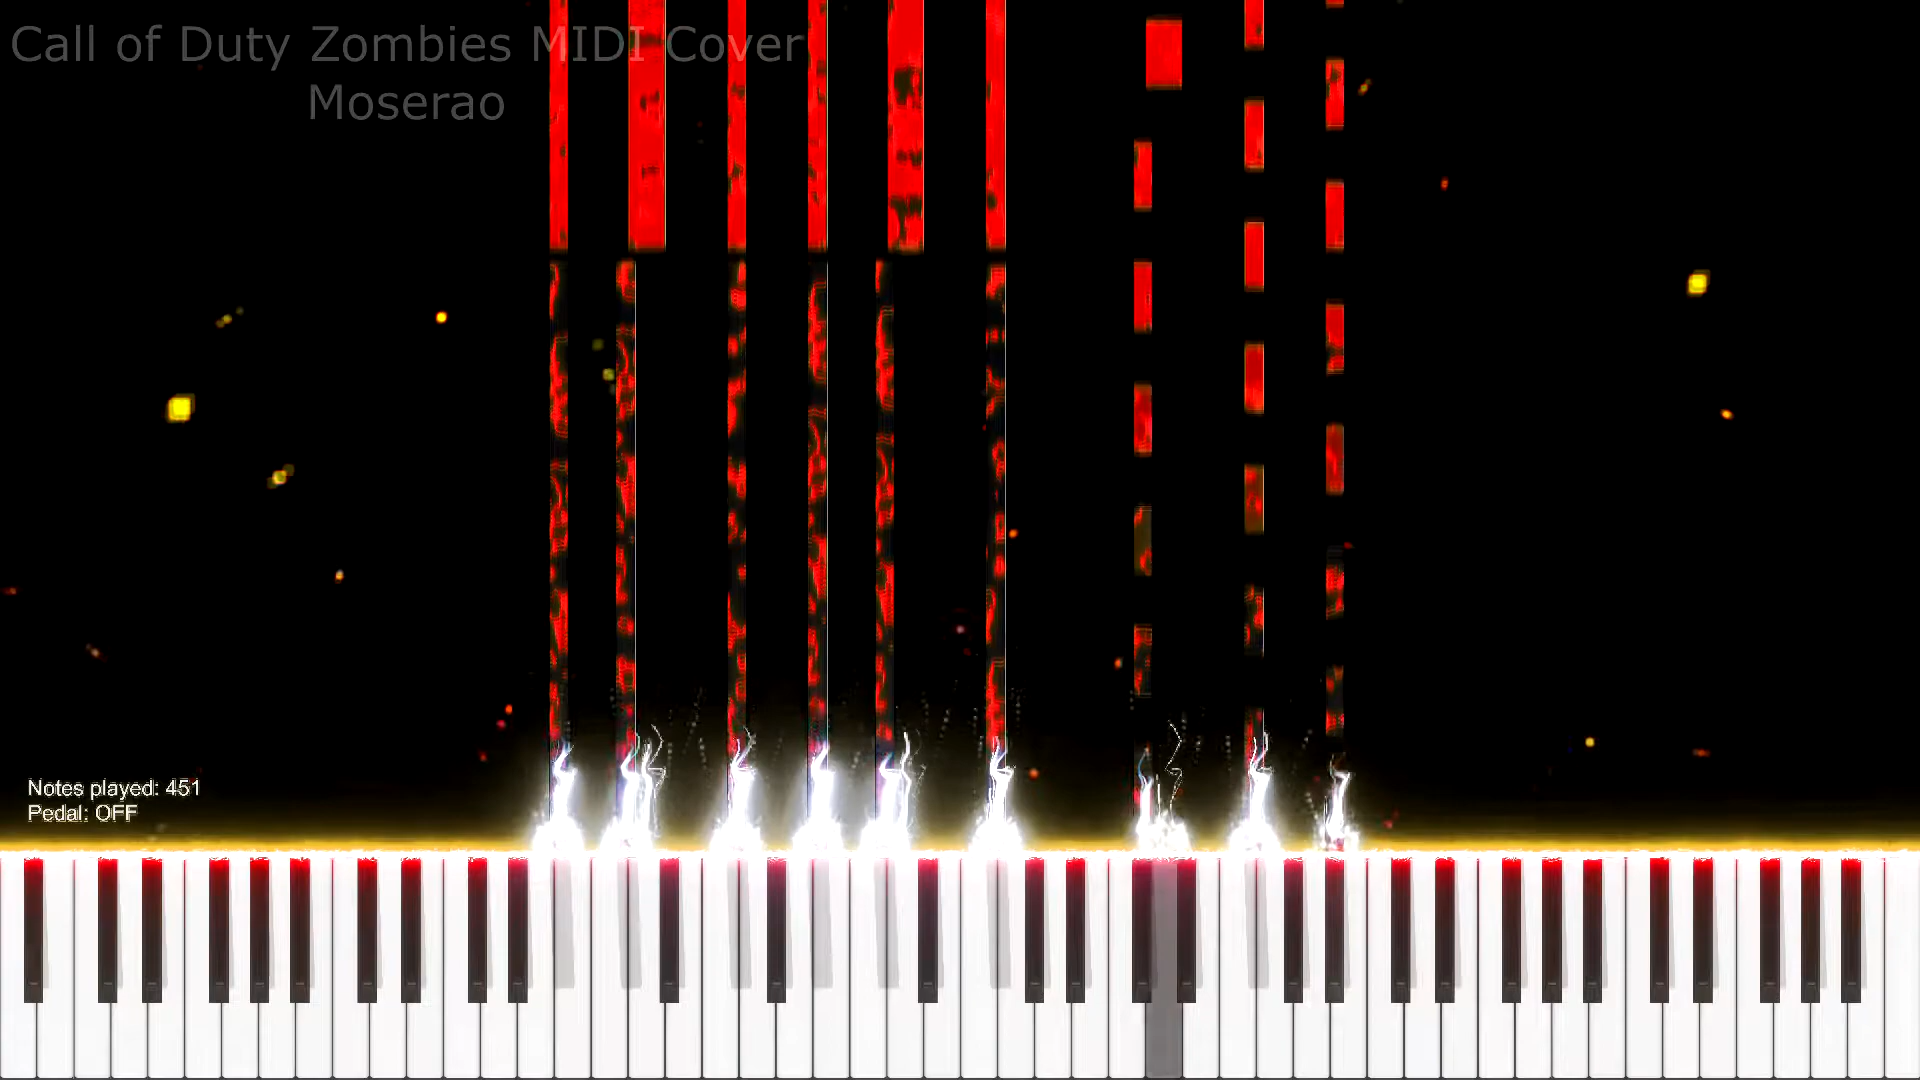 Call of Duty Zombies MIDI Cover
Moserao
Notes played: 451
Pedal: OFF